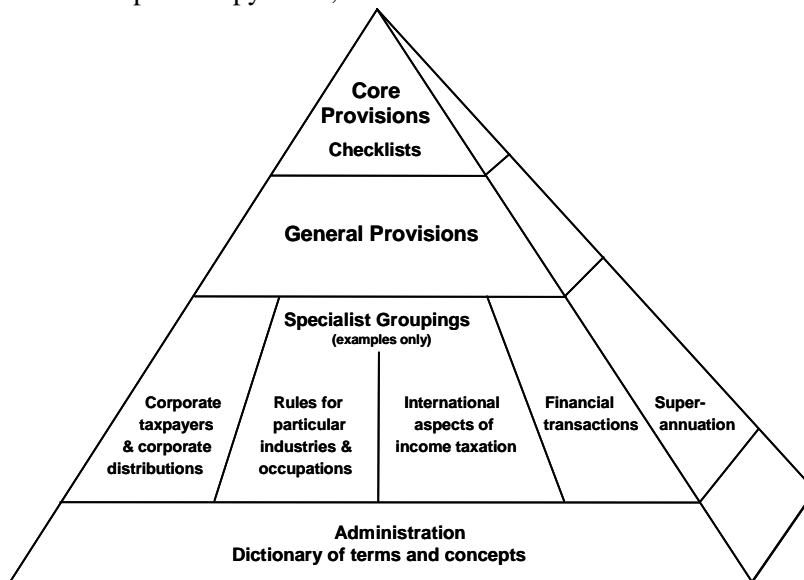 Core
Provisions
Checklists
General Provisions
Specialist Groupings
(examples only)
Corporate
taxpayers
& corporate
distributions
Rules for
particular
industries &
occupations
International
aspects of
income taxation
Financial
transactions
Super-
annuation
Administration
Dictionary of terms and concepts